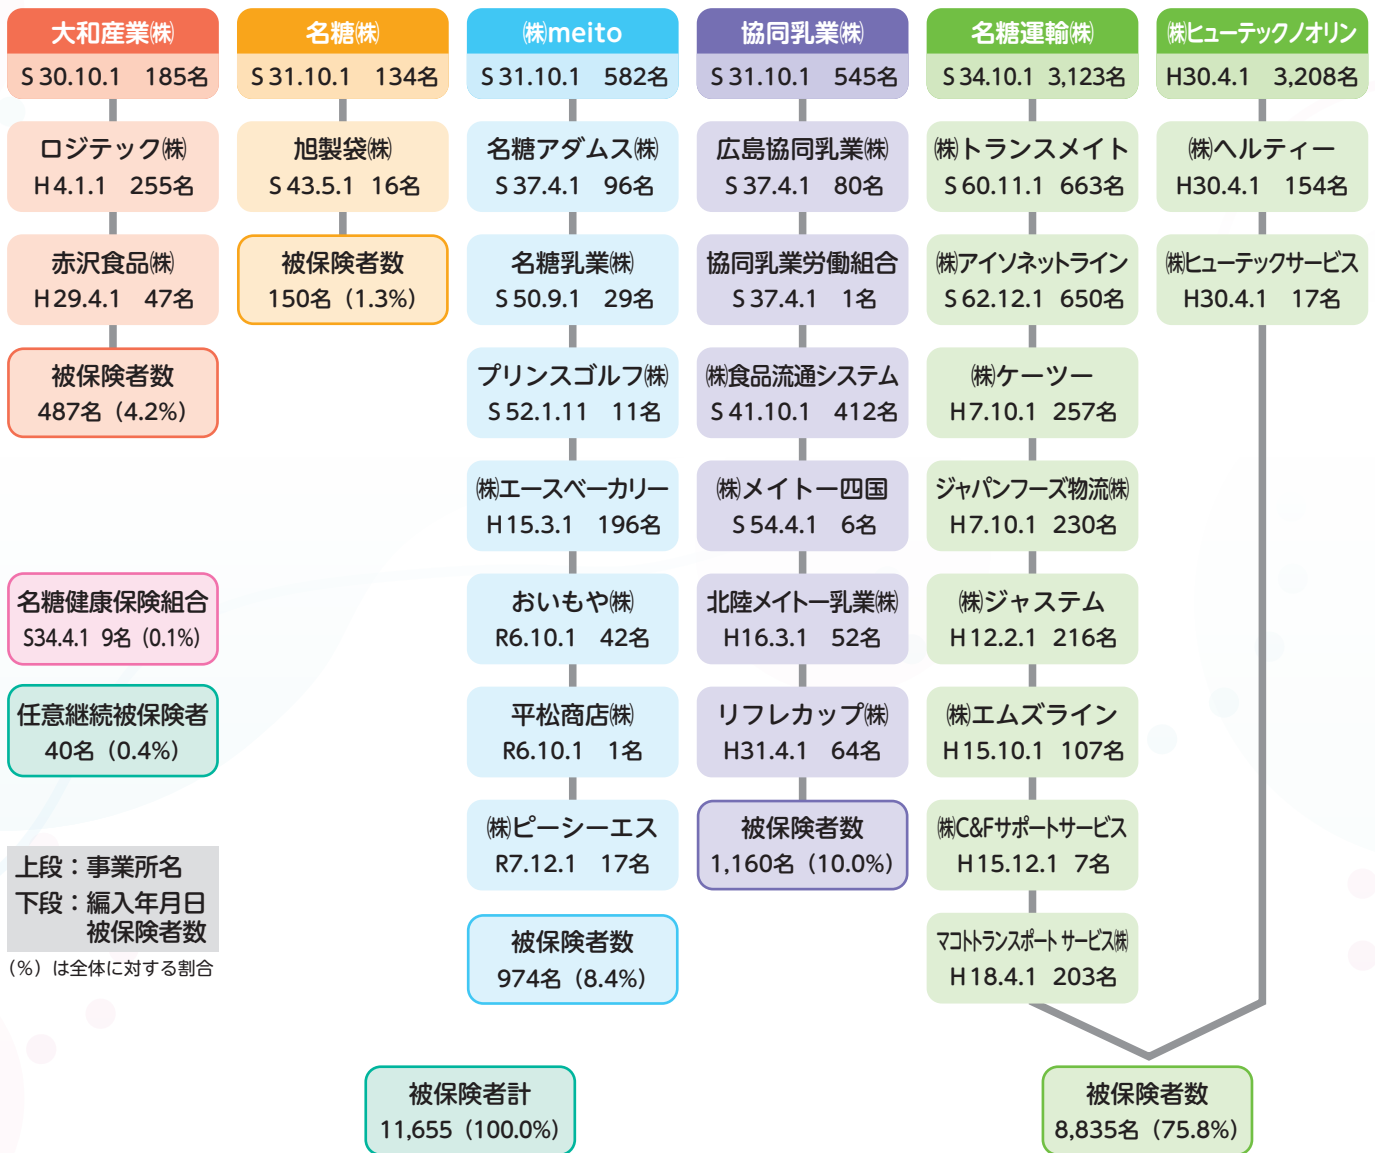 大和産業㈱
S 30.10.1 185名
ロジテック㈱
H 4.1.1 255名
赤沢食品㈱
H 29.4.1 47名
被保険者数
487名（4.2%）
名糖健康保険組合
S34.4.1 9名（0.1%）
任意継続被保険者
40名（0.4%）
上段：事業所名
下段：編入年月日
被保険者数
（%）は全体に対する割合
名糖㈱
S 31.10.1 134名
旭製袋㈱
S 43.5.1 16名
被保険者数
150名（1.3%）
㈱meito
S 31.10.1 582名
名糖アダムス㈱
S 37.4.1 96名
名糖乳業㈱
S 50.9.1 29名
プリンスゴルフ㈱
S 52.1.11 11名
㈱エースベーカリー
H 15.3.1 196名
おいもや㈱
R6.10.1 42名
平松商店㈱
R6.10.1 1名
㈱ピーシーエス
R7.12.1 17名
被保険者数
974名（8.4%）
協同乳業㈱
S 31.10.1 545名
広島協同乳業㈱
S 37.4.1 80名
協同乳業労働組合
S 37.4.1 1名
㈱食品流通システム
S 41.10.1 412名
㈱メイトー四国
S 54.4.1 6名
北陸メイトー乳業㈱
H16.3.1 52名
リフレカップ㈱
H31.4.1 64名
被保険者数
1,160名（10.0%）
名糖運輸㈱
S 34.10.1 3,123名
㈱トランスメイト
S 60.11.1 663名
㈱アイソネットライン
S 62.12.1 650名
㈱ケーツー
H 7.10.1 257名
ジャパンフーズ物流㈱
H 7.10.1 230名
㈱ジャステム
H 12.2.1 216名
㈱エムズライン
H 15.10.1 107名
㈱C&Fサポートサービス
H 15.12.1 7名
マコトトランスポート サービス㈱
H 18.4.1 203名
㈱ヒューテックノオリン
H30.4.1 3,208名
㈱ヘルティー
H30.4.1 154名
㈱ヒューテックサービス
H30.4.1 17名
被保険者計
11,655（100.0%）
被保険者数
8,835名（75.8%）